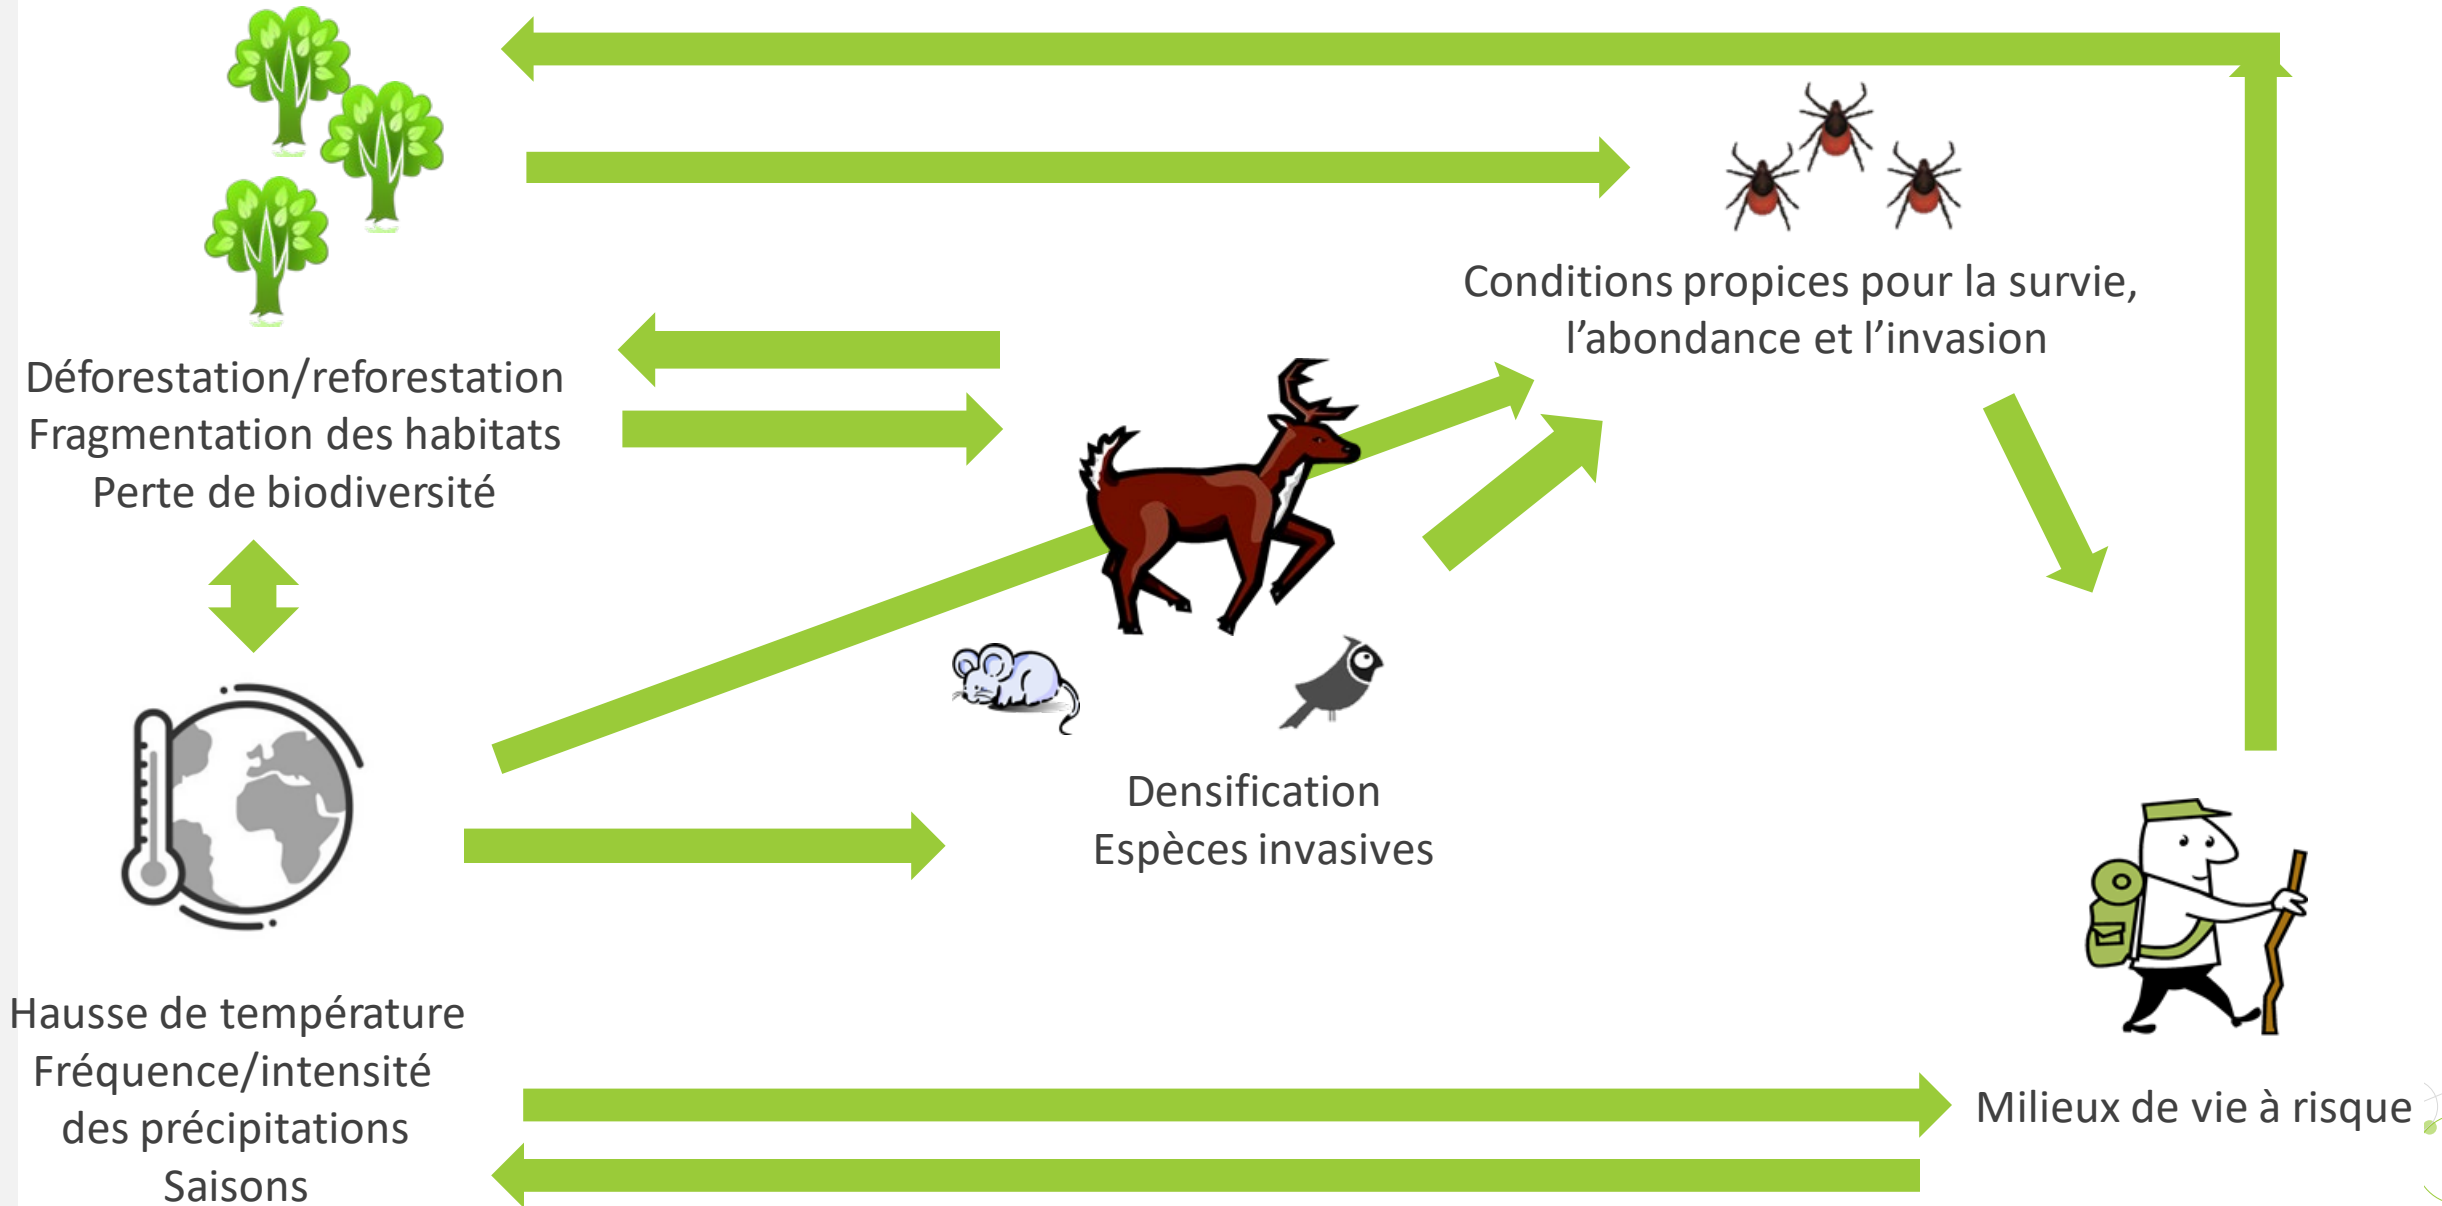 Conditions propices pour la survie,
l’abondance et l’invasion
Déforestation/reforestation
Fragmentation des habitats
Perte de biodiversité
Densification
Espèces invasives
Hausse de température
Fréquence/intensité
des précipitations
Saisons
Milieux de vie à risque